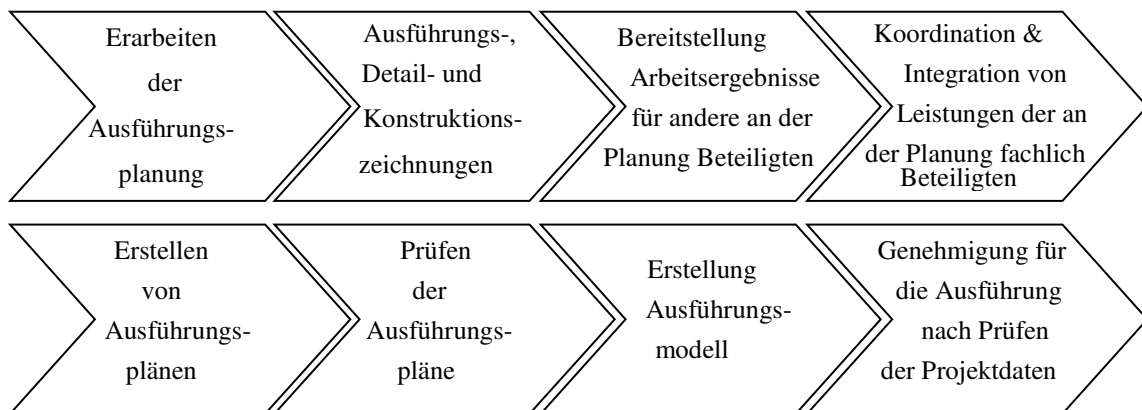 Erarbeiten
der
Ausführungs-
planung
Ausführungs-,
Detail- und
Konstruktions-
zeichnungen
Bereitstellung
Arbeitsergebnisse
für andere an der
Planung Beteiligten
Koordination &
Integration von
Leistungen der an
der Planung fachlich
Beteiligten
Erstellen
von
Ausführungs-
plänen
Prüfen
der
Ausführungs-
pläne
Erstellung
Ausführungs-
modell
Genehmigung für
die Ausführung
nach Prüfen
der Projektdaten